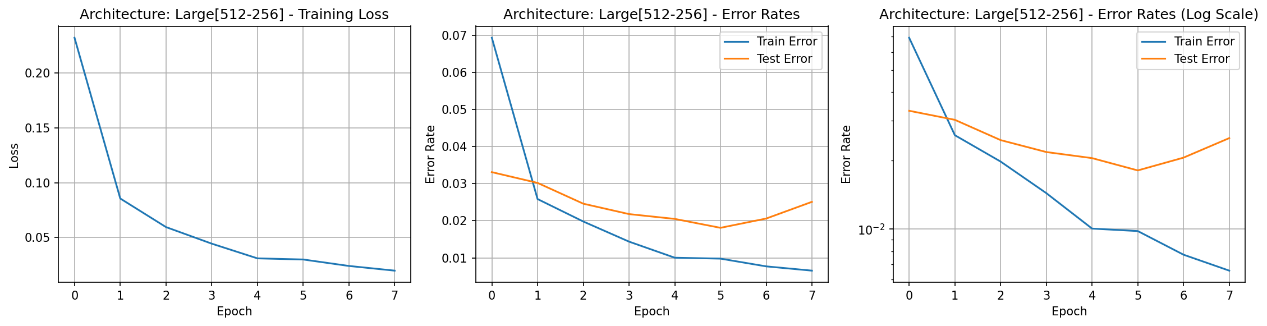 Architecture: Large[512-256] - Training Loss
Loss
0.20
0.15
0.10
0.05
0 1 2 3 4 5 6 7
Epoch
Architecture: Large[512-256] - Error Rates
Error Rate
0.07
0.06
0.05
0.04
0.03
0.02
0.01
Train Error
Test Error
0 1 2 3 4 5 6 7
Epoch
Architecture: Large[512-256] - Error Rates (Log Scale)
Error Rate
10⁻²
Train Error
Test Error
0 1 2 3 4 5 6 7
Epoch